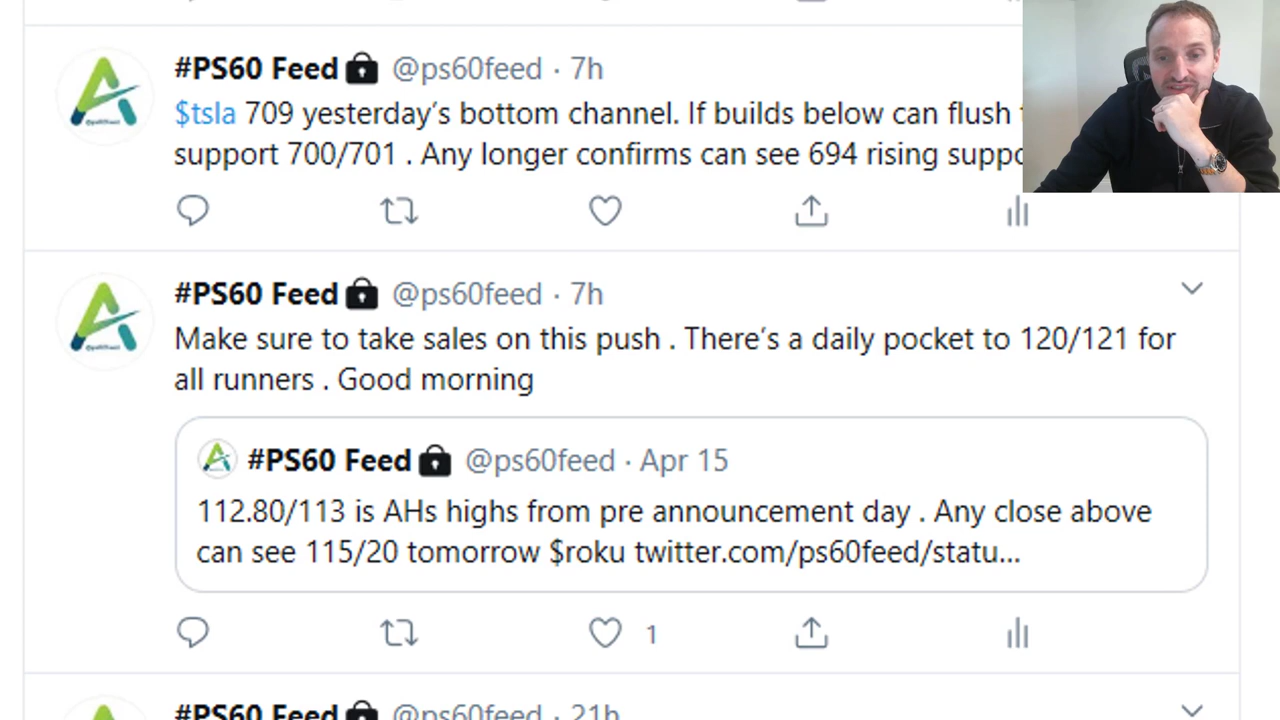 #PS60 Feed @ps60feed · 7h
$tsla 709 yesterday's bottom channel. If builds below can flush
support 700/701 . Any longer confirms can see 694 rising
#PS60 Feed @ps60feed · 7h
Make sure to take sales on this push . There's a daily pocket to 120/121 for
all runners . Good morning
#PS60 Feed @ps60feed · Apr 15
112.80/113 is AHs highs from pre announcement day . Any close above
can see 115/20 tomorrow $roku twitter.com/ps60feed/statu...
1
#PS60 Feed @ps60feed · 21h